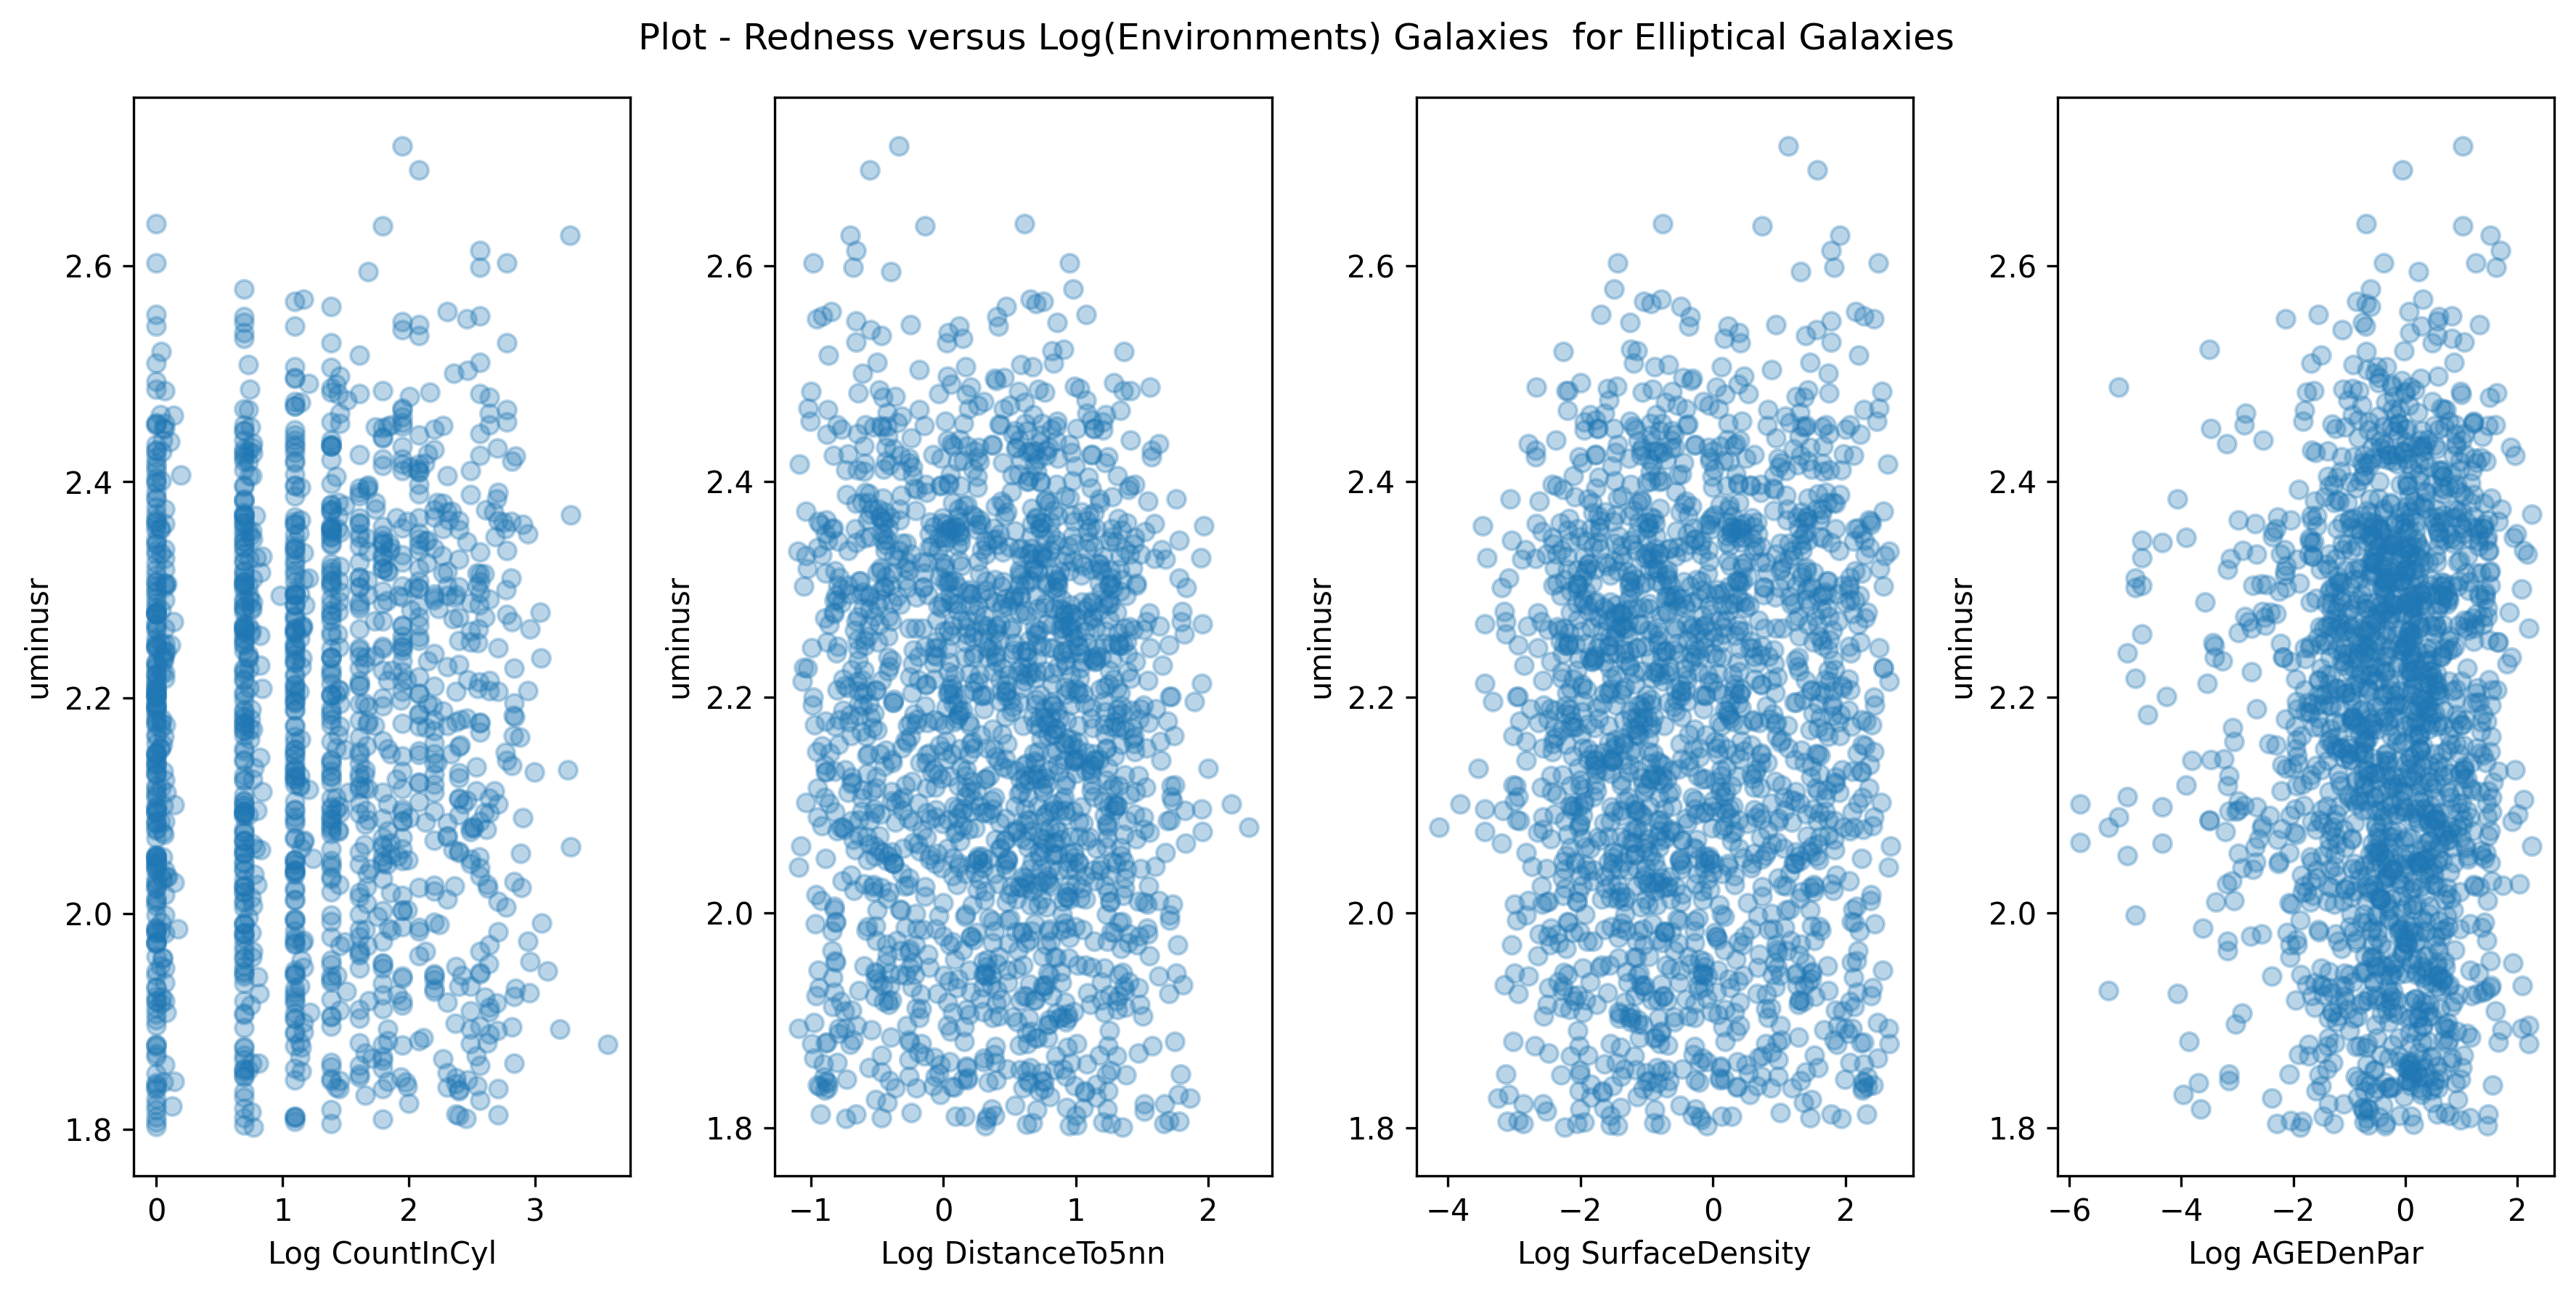 Plot - Redness versus Log(Environments) Galaxies  for Elliptical Galaxies
uminusr
2.6
2.4
2.2
2.0
1.8
0 1 2 3
Log CountInCyl
uminusr
2.6
2.4
2.2
2.0
1.8
−1 0 1 2
Log DistanceTo5nn
uminusr
2.6
2.4
2.2
2.0
1.8
−4 −2 0 2
Log SurfaceDensity
uminusr
2.6
2.4
2.2
2.0
1.8
−6 −4 −2 0 2
Log AGEDenPar